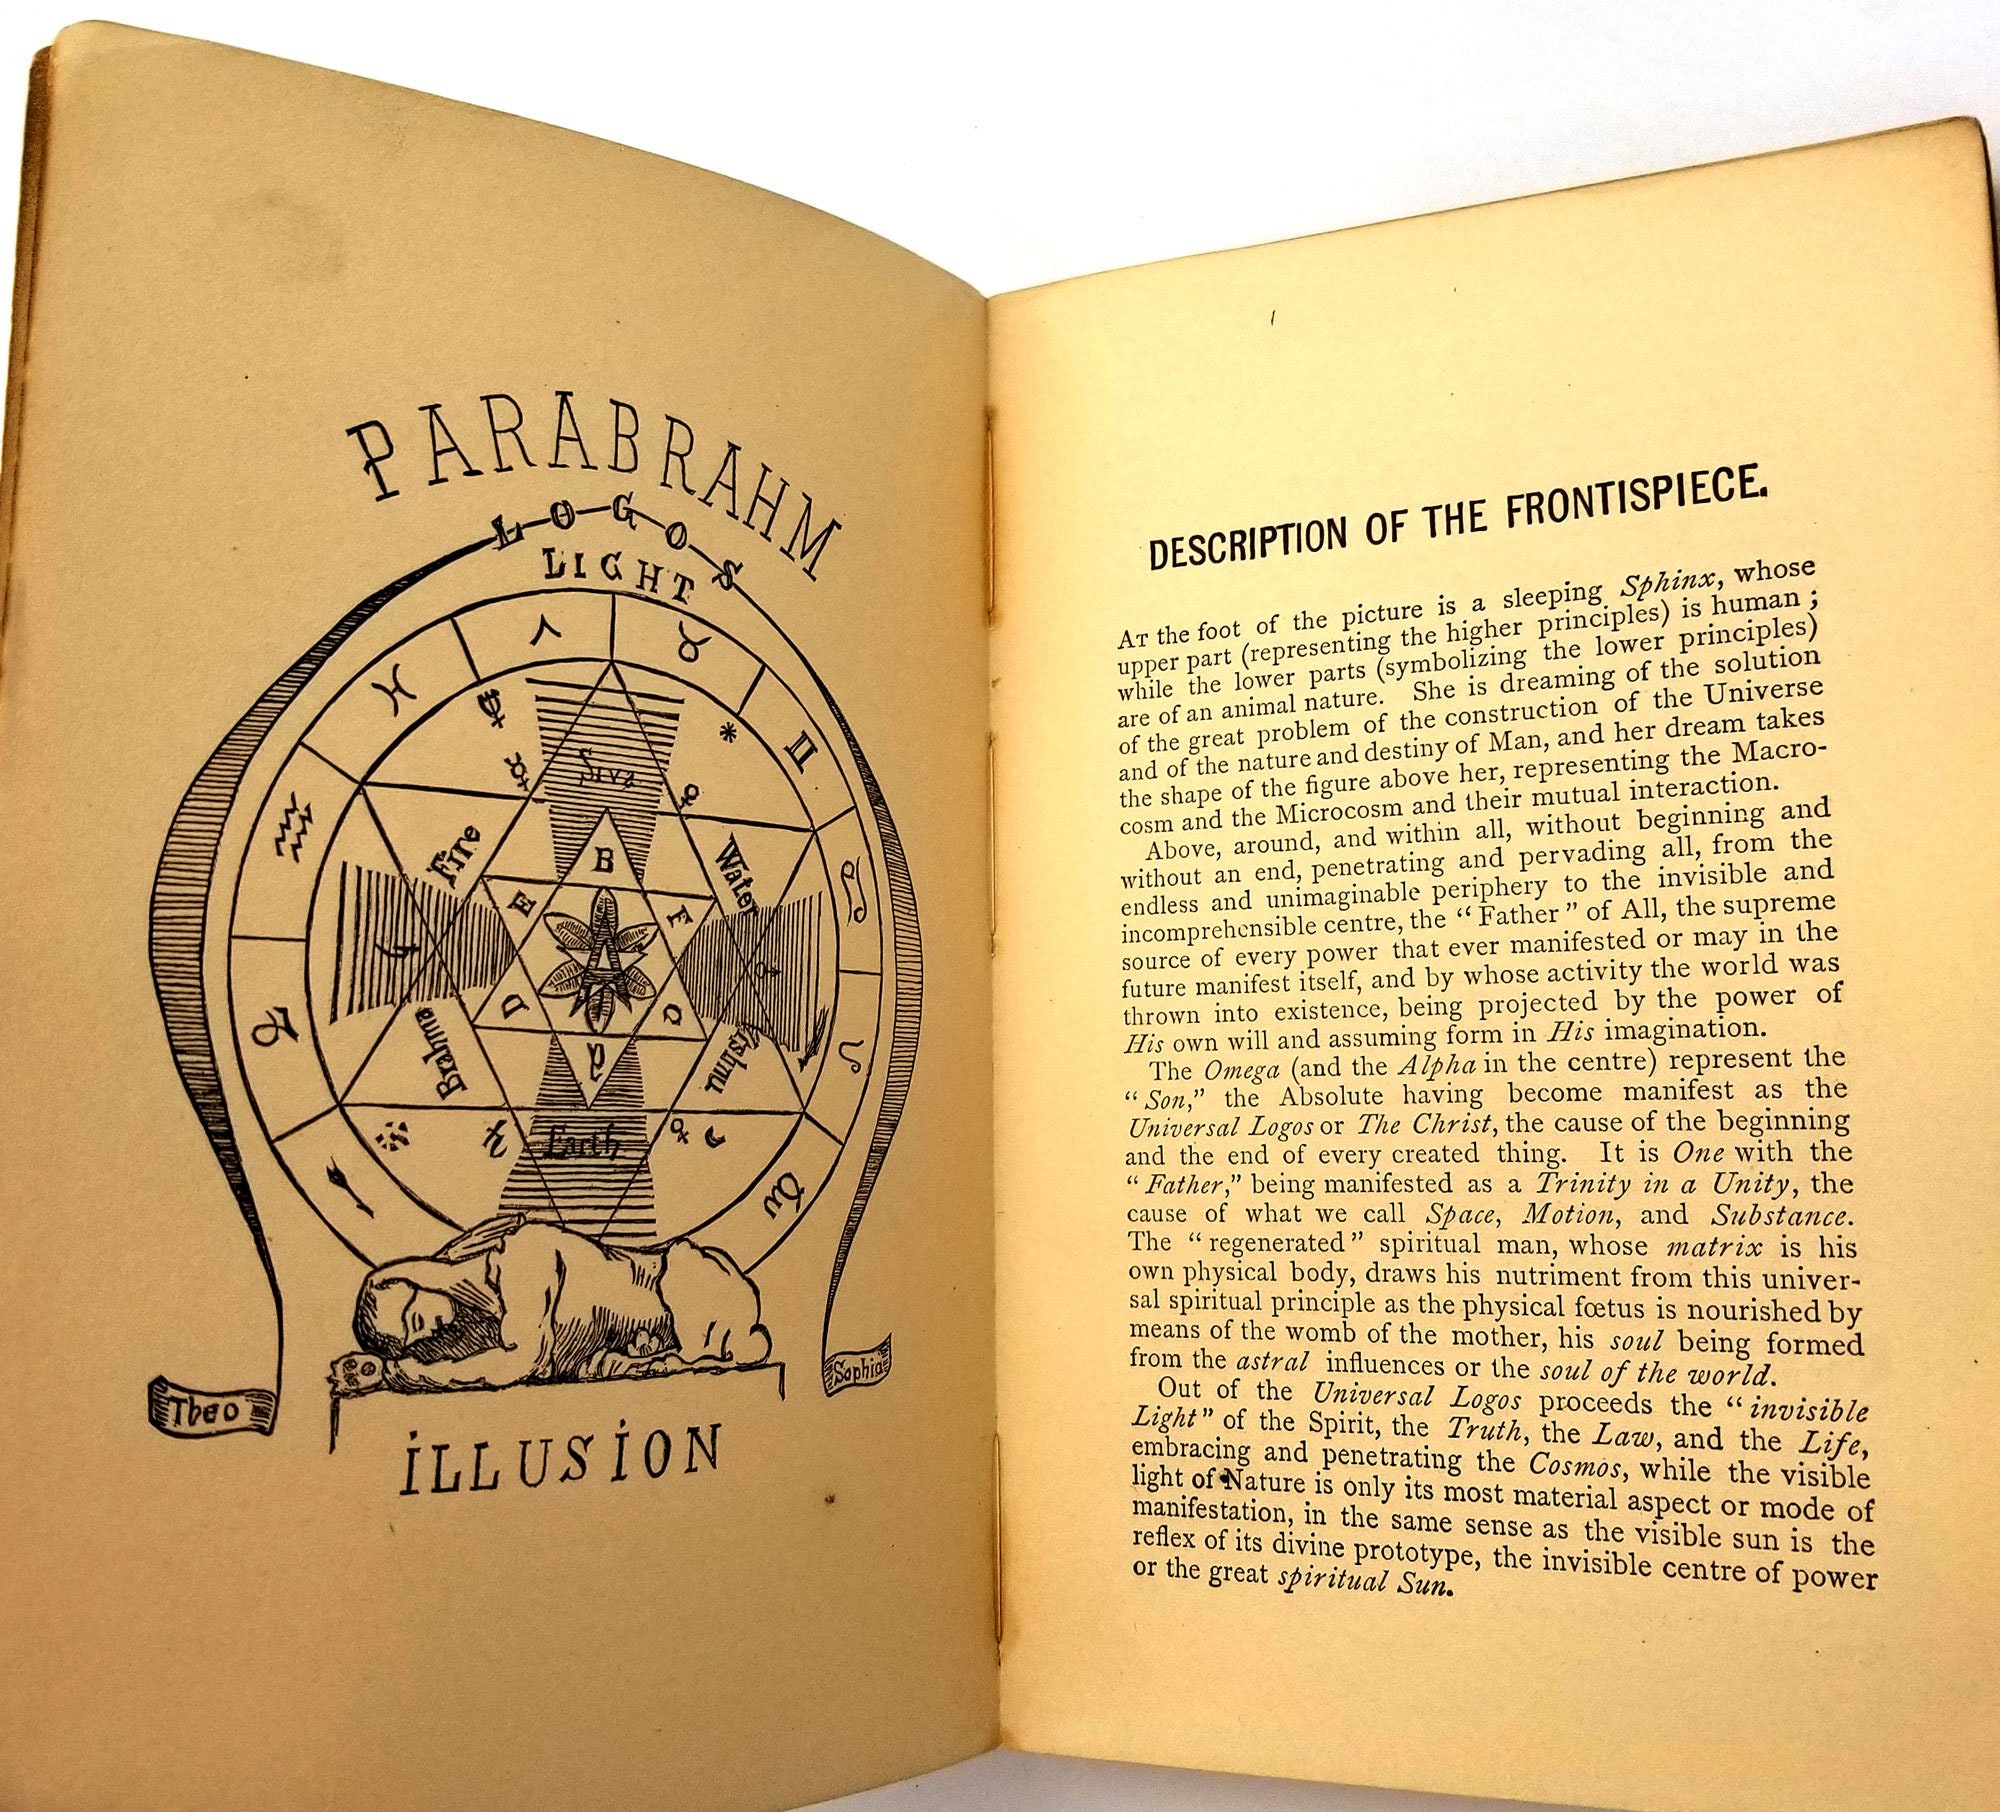 PARABRAHM
LOGOS
LIGHT
Siva
Fire
Water
B
E
F
A
D
C
G
Brahma
Vishnu
Earth
Theo
Sophia
iLLUSiON
DESCRIPTION OF THE FRONTISPIECE.
AT the foot of the picture is a sleeping Sphinx, whose
upper part (representing the higher principles) is human;
while the lower parts (symbolizing the lower principles)
are of an animal nature. She is dreaming of the solution
of the great problem of the construction of the Universe
and of the nature and destiny of Man, and her dream takes
the shape of the figure above her, representing the Macro-
cosm and the Microcosm and their mutual interaction.
Above, around, and within all, without beginning and
without an end, penetrating and pervading all, from the
endless and unimaginable periphery to the invisible and
incomprehensible centre, the “Father” of All, the supreme
source of every power that ever manifested or may in the
future manifest itself, and by whose activity the world was
thrown into existence, being projected by the power of
His own will and assuming form in His imagination.
The Omega (and the Alpha in the centre) represent the
“Son,” the Absolute having become manifest as the
Universal Logos or The Christ, the cause of the beginning
and the end of every created thing. It is One with the
“Father,” being manifested as a Trinity in a Unity, the
cause of what we call Space, Motion, and Substance.
The “regenerated” spiritual man, whose matrix is his
own physical body, draws his nutriment from this univer-
sal spiritual principle as the physical fœtus is nourished by
means of the womb of the mother, his soul being formed
from the astral influences or the soul of the world.
Out of the Universal Logos proceeds the “invisible
Light” of the Spirit, the Truth, the Law, and the Life,
embracing and penetrating the Cosmos, while the visible
light of Nature is only its most material aspect or mode of
manifestation, in the same sense as the visible sun is the
reflex of its divine prototype, the invisible centre of power
or the great spiritual Sun.